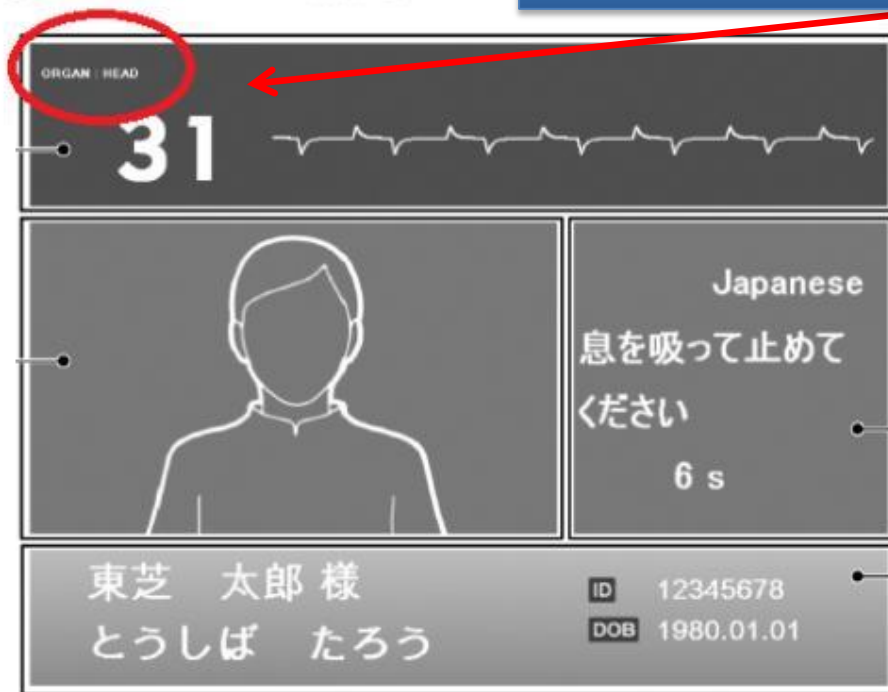 ORGAN : HEAD
31
Japanese
息を吸って止めて
ください
6 s
東芝 太郎 様
とうしば たろう
ID 12345678
DOB 1980.01.01